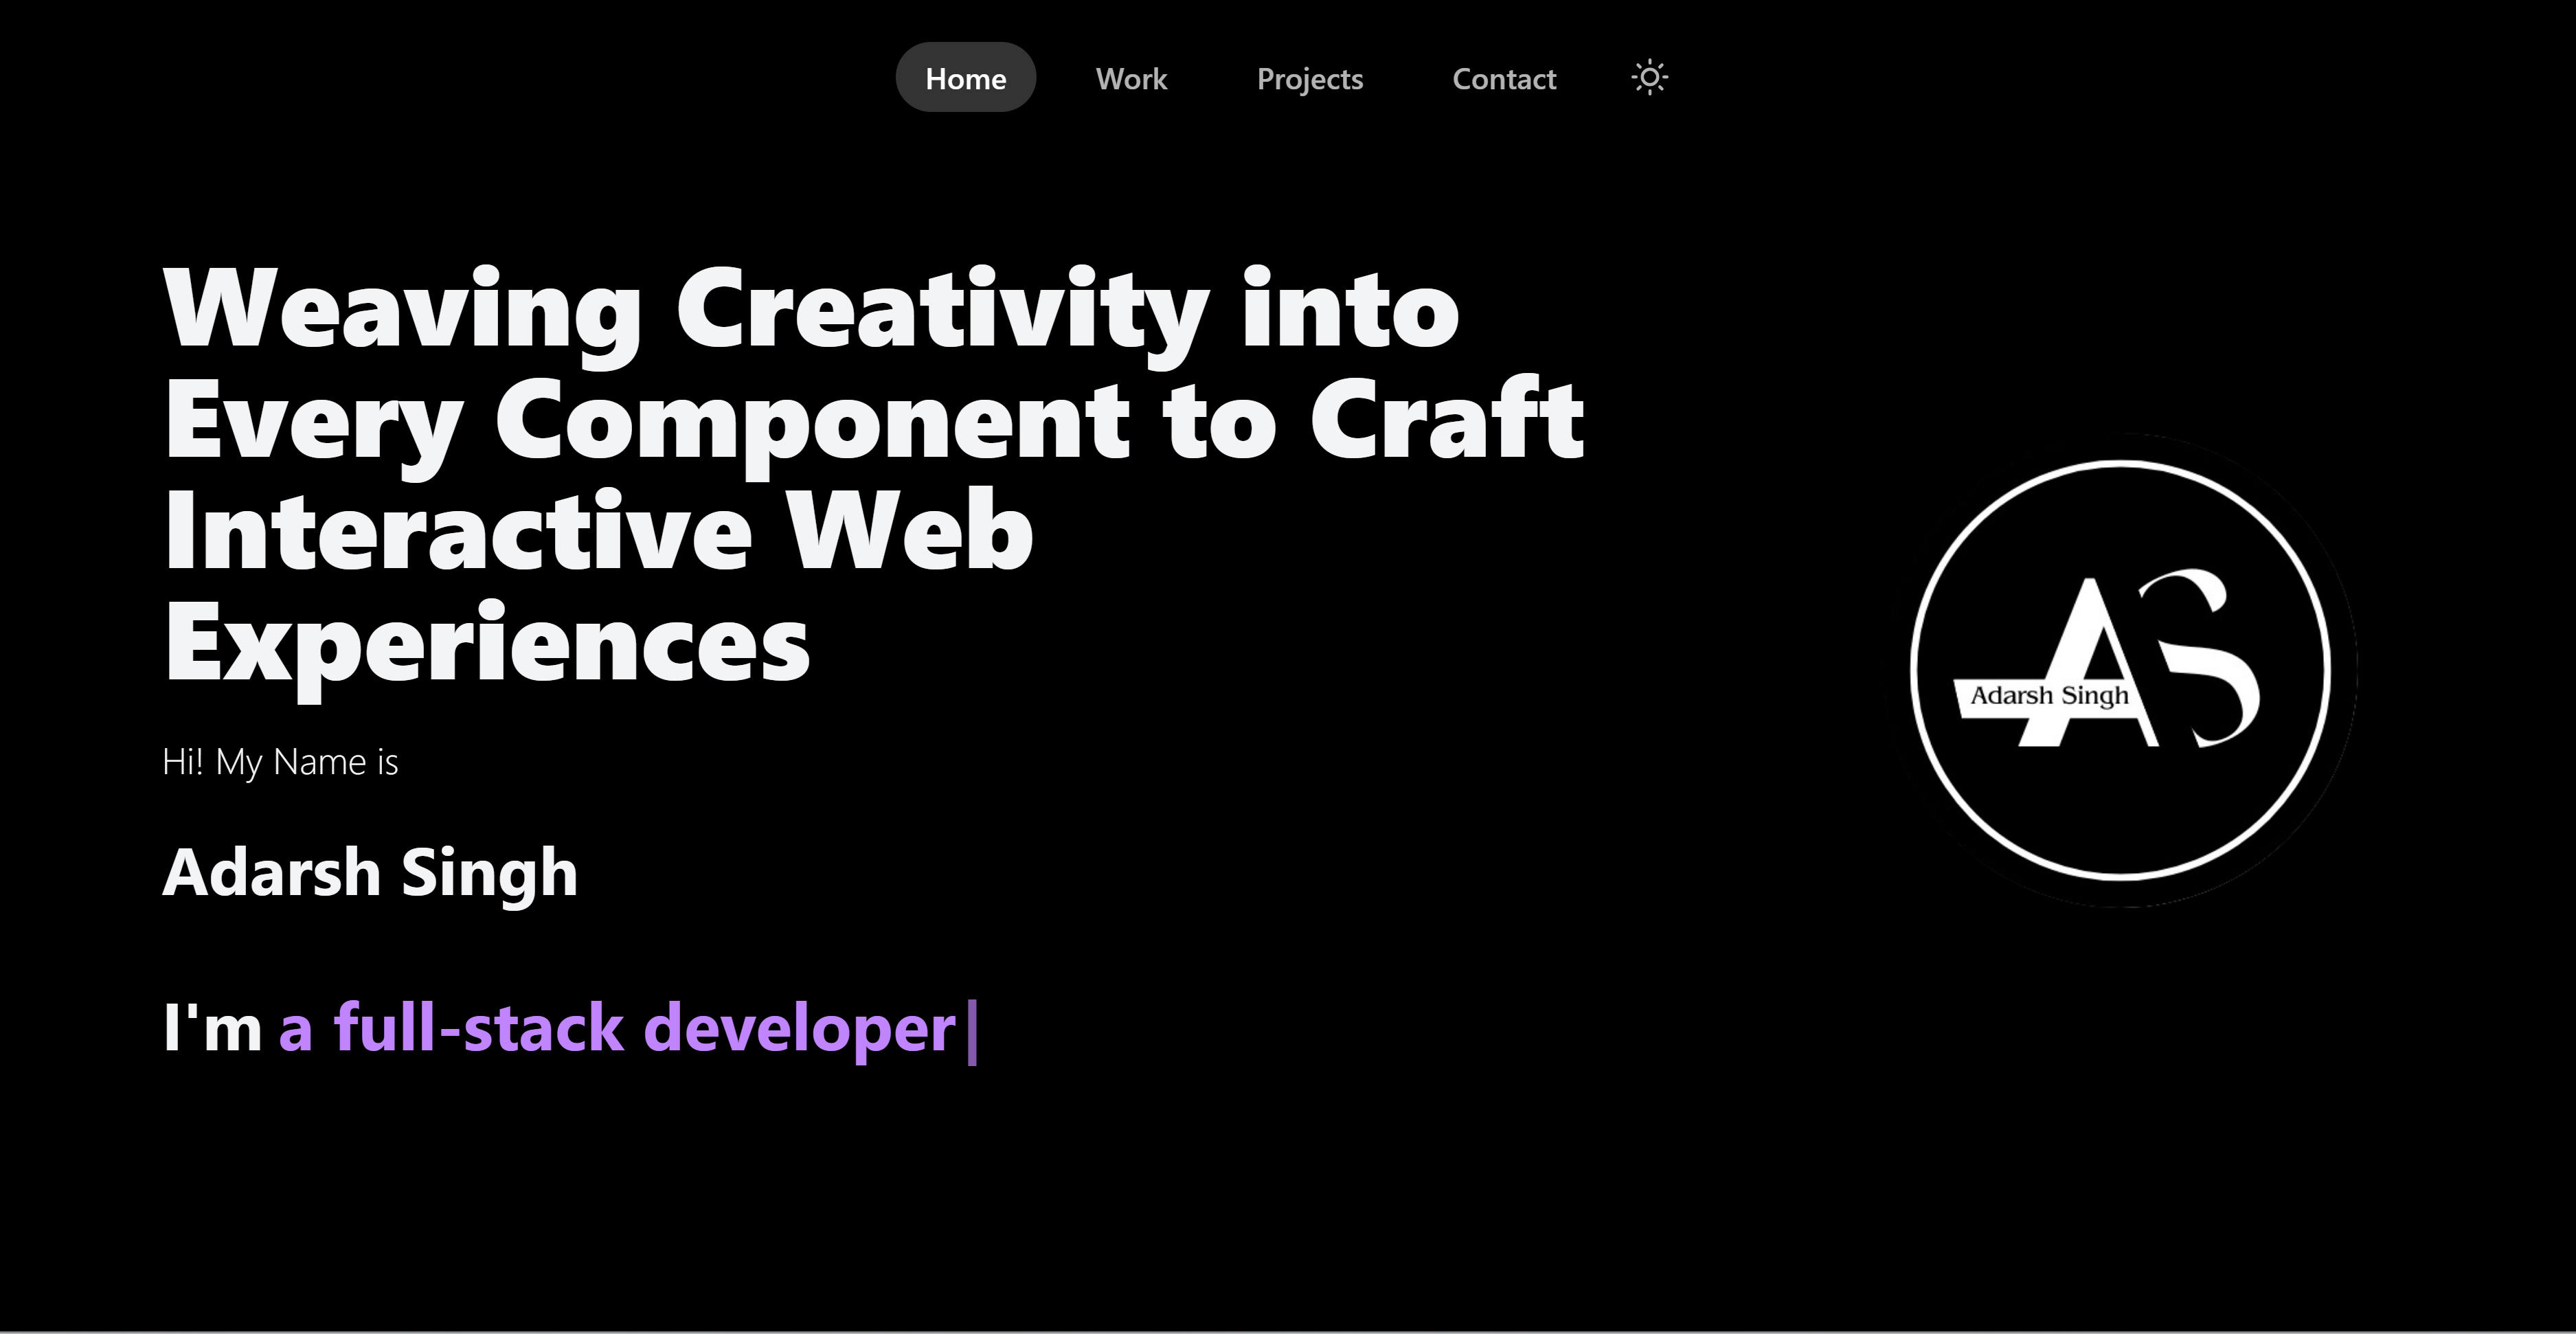 Home Work Projects Contact
Weaving Creativity into
Every Component to Craft
Interactive Web
Experiences
Hi! My Name is
Adarsh Singh
I'm a full-stack developer
AS
Adarsh Singh